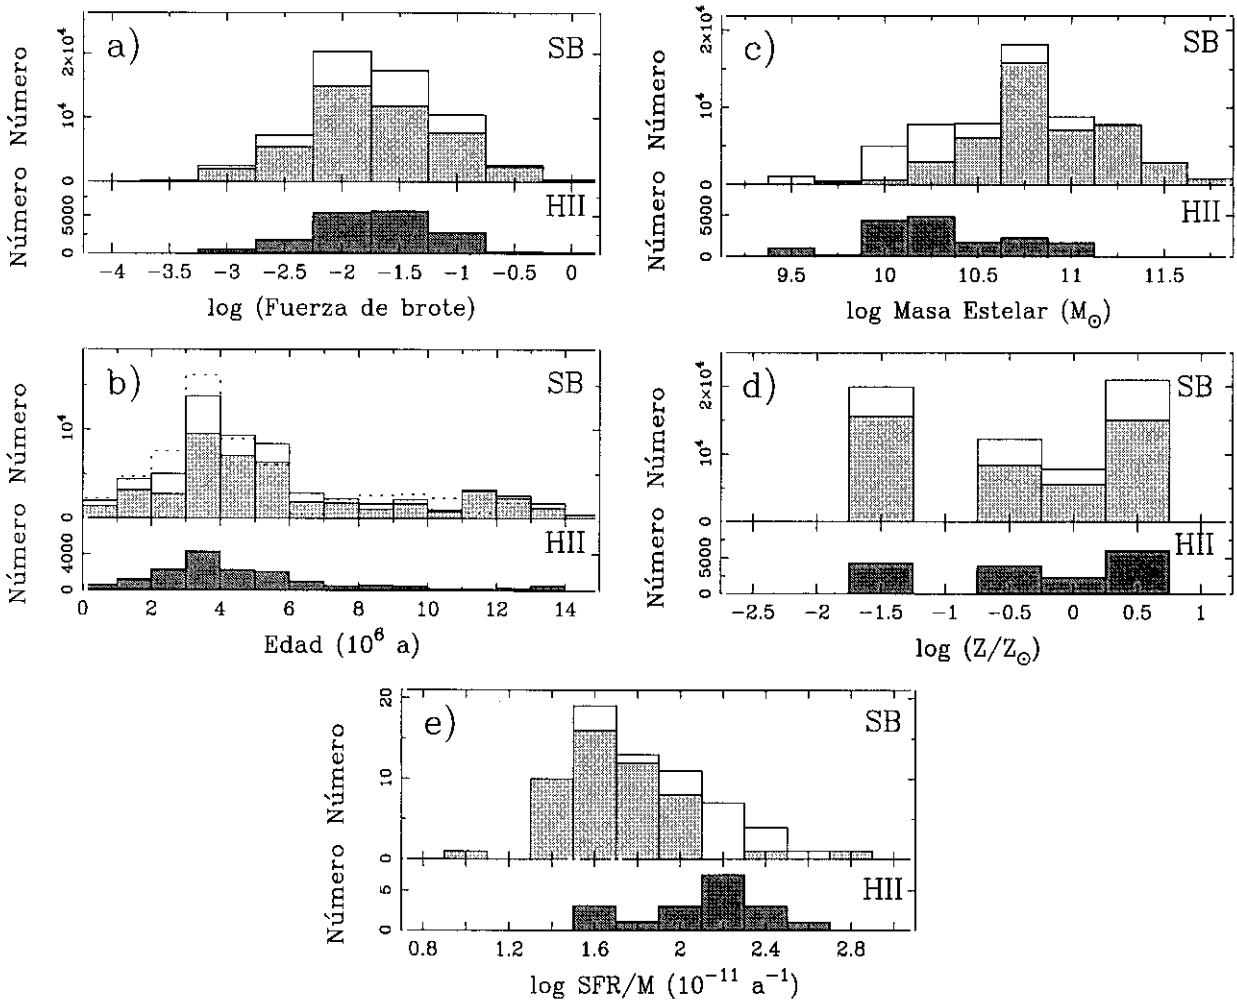 a)
SB
HII
Número
Número
2×10⁴
10⁴
0
5000
0
−4 −3.5 −3 −2.5 −2 −1.5 −1 −0.5 0
log (Fuerza de brote)
c)
SB
HII
Número
Número
2×10⁴
10⁴
0
5000
0
9.5 10 10.5 11 11.5
log Masa Estelar (M⊙)
b)
SB
HII
Número
Número
10⁴
0
4000
0
0 2 4 6 8 10 12 14
Edad (10⁶ a)
d)
SB
HII
Número
Número
2×10⁴
10⁴
0
5000
0
−2.5 −2 −1.5 −1 −0.5 0 0.5 1
log (Z/Z⊙)
e)
SB
HII
Número
Número
20
10
0
5
0
0.8 1.2 1.6 2 2.4 2.8
log SFR/M (10⁻¹¹ a⁻¹)